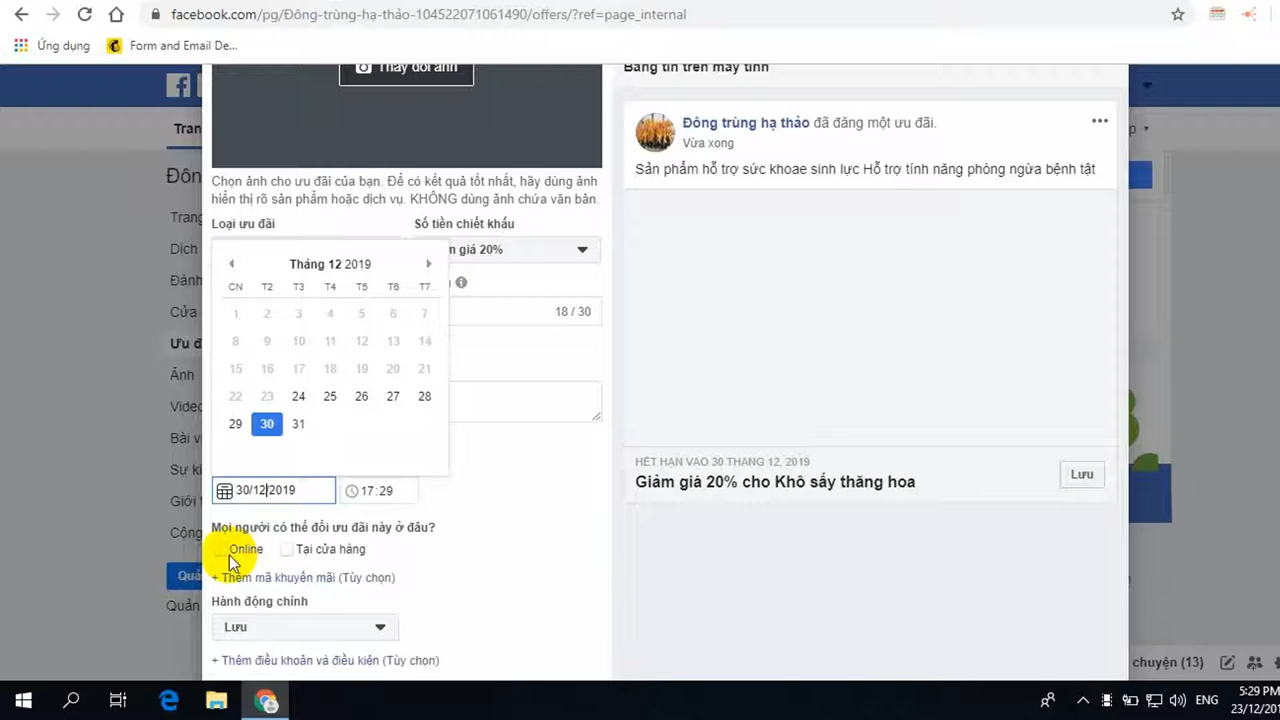 facebook.com/pg/Đông-trùng-hạ-thảo-104522071061490/offers/?ref=page_internal
Ứng dụng
Form and Email De...
Thay đổi ảnh
Bảng tin trên máy tính
Tran
Đông trùng hạ thảo đã đăng một ưu đãi.
Vừa xong
Sản phẩm hỗ trợ sức khoae sinh lực Hỗ trợ tính năng phòng ngừa bệnh tật
Đôn
Chọn ảnh cho ưu đãi của bạn. Để có kết quả tốt nhất, hãy dùng ảnh
hiển thị rõ sản phẩm hoặc dịch vụ. KHÔNG dùng ảnh chứa văn bản.
Trang
Dịch
Đánh
Cửa
Ưu đ
Ảnh
Video
Bài v
Sự ki
Giới
Cộng
Quả
Quản
Loại ưu đãi
Số tiền chiết khấu
m giá 20%
18 / 30
Tháng 12 2019
CN T2 T3 T4 T5 T6 T7
1 2 3 4 5 6 7
8 9 10 11 12 13 14
15 16 17 18 19 20 21
22 23 24 25 26 27 28
29 30 31
30/12/2019
17:29
HẾT HẠN VÀO 30 THÁNG 12, 2019
Giảm giá 20% cho Khô sấy thăng hoa
Lưu
Mọi người có thể đổi ưu đãi này ở đâu?
Online
Tại cửa hàng
+ Thêm mã khuyến mãi (Tùy chọn)
Hành động chính
Lưu
+ Thêm điều khoản và điều kiện (Tùy chọn)
chuyện (13)
ENG
5:29 PM
23/12/201